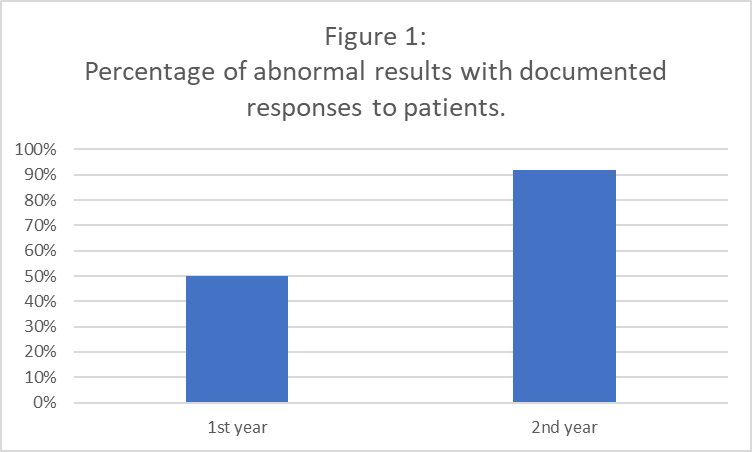 Figure 1:
Percentage of abnormal results with documented
responses to patients.
100%
90%
80%
70%
60%
50%
40%
30%
20%
10%
0%
1st year
2nd year